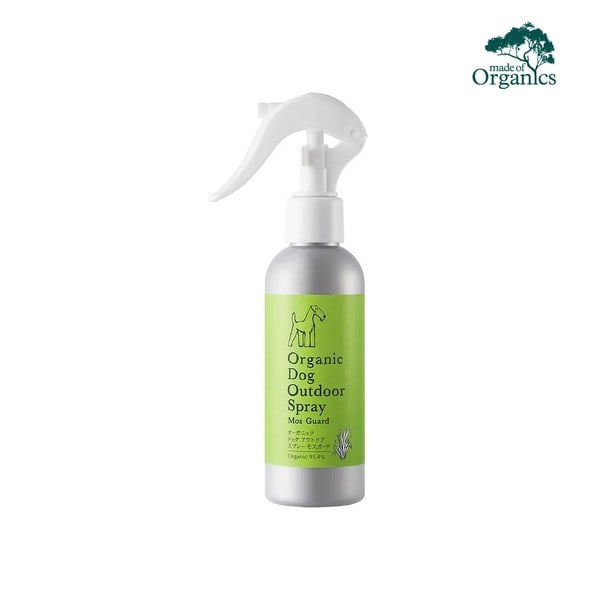 made of
Organics
Organic
Dog
Outdoor
Spray
Mos Guard
オーガニック
ドッグ アウトドア
スプレー モスガード
Organic 95.4%